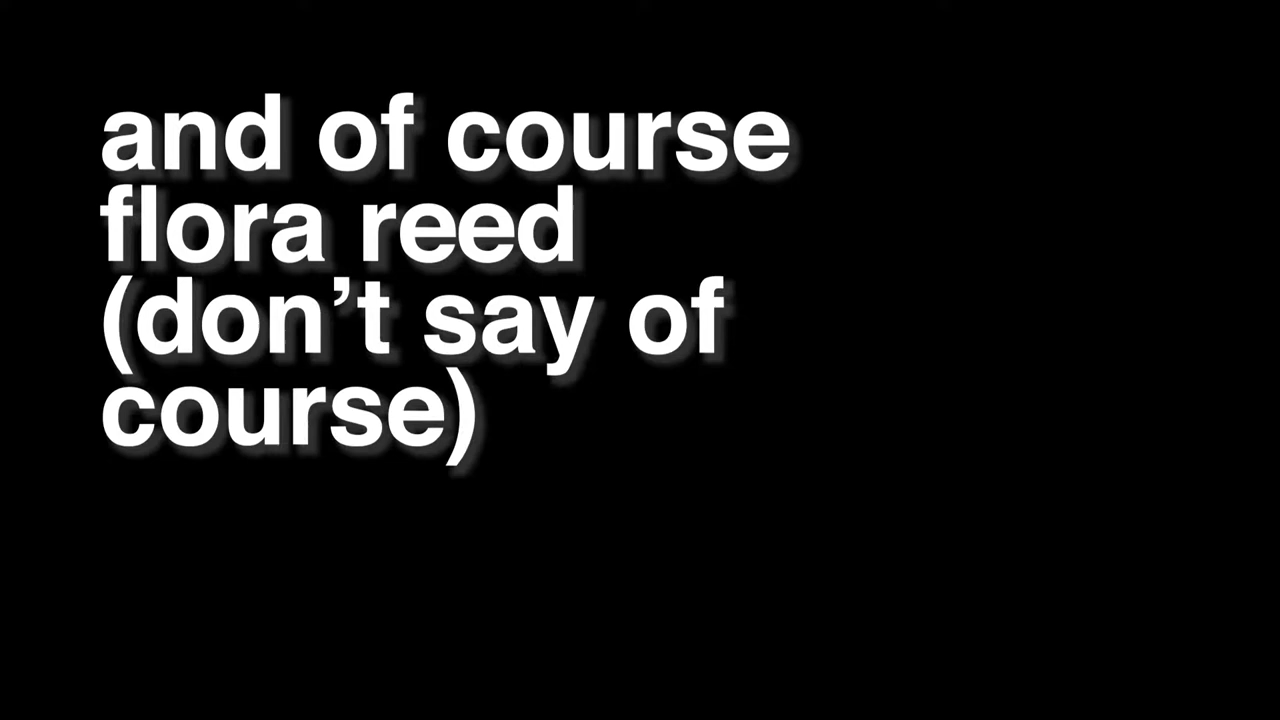 and of course
flora reed
(don’t say of
course)